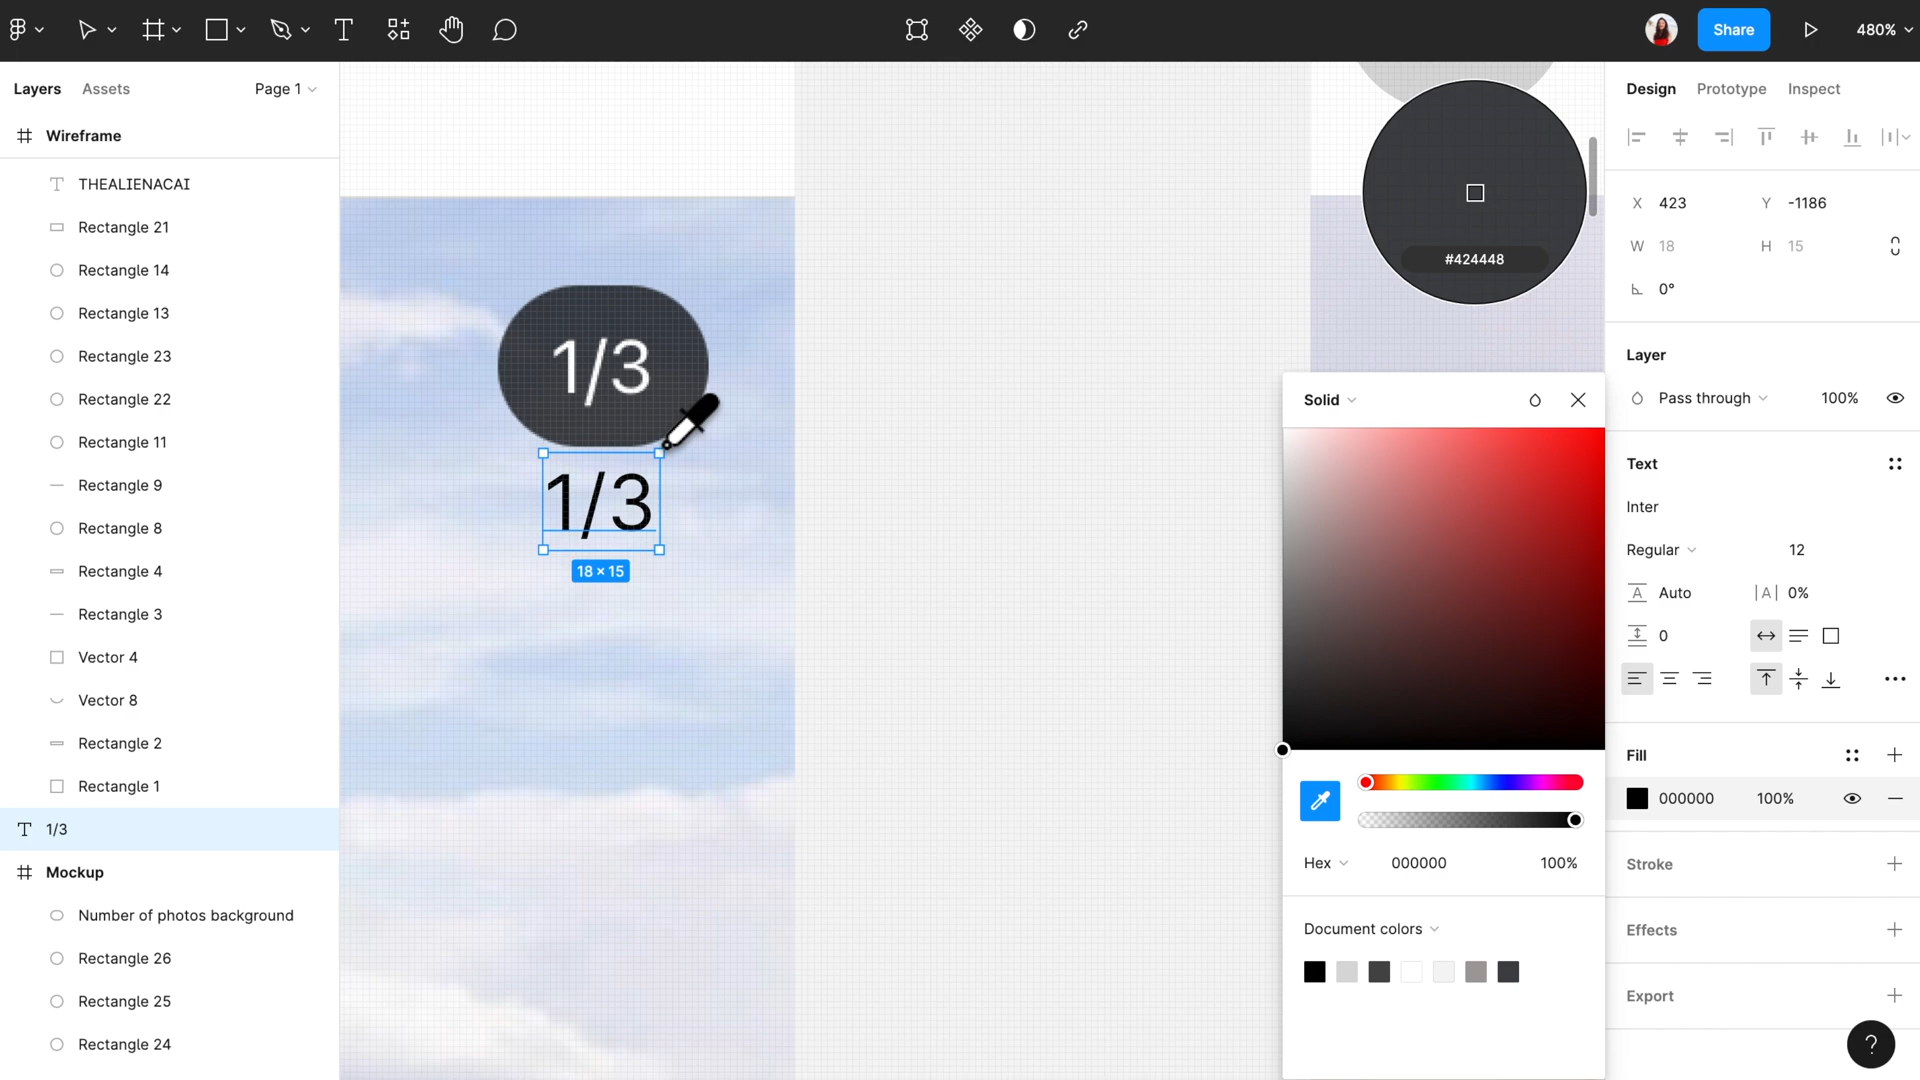 Share
480%
Layers
Assets
Page 1
Wireframe
THEALIENACAI
Rectangle 21
Rectangle 14
Rectangle 13
Rectangle 23
Rectangle 22
Rectangle 11
Rectangle 9
Rectangle 8
Rectangle 4
Rectangle 3
Vector 4
Vector 8
Rectangle 2
Rectangle 1
1/3
Mockup
Number of photos background
Rectangle 26
Rectangle 25
Rectangle 24
1/3
1/3
18 × 15
#424448
Solid
Hex
000000
100%
Document colors
Design
Prototype
Inspect
X 423
Y -1186
W 18
H 15
0°
Layer
Pass through
100%
Text
Inter
Regular
12
A Auto
|A| 0%
0
Fill
000000
100%
Stroke
Effects
Export
?